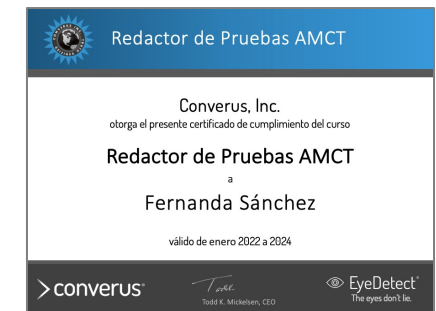 Redactor de Pruebas AMCT
Converus, Inc.
otorga el presente certificado de cumplimiento del curso
Redactor de Pruebas AMCT
a
Fernanda Sánchez
válido de enero 2022 a 2024
converus®
Todd K. Mickelsen, CEO
EyeDetect®
The eyes don't lie.